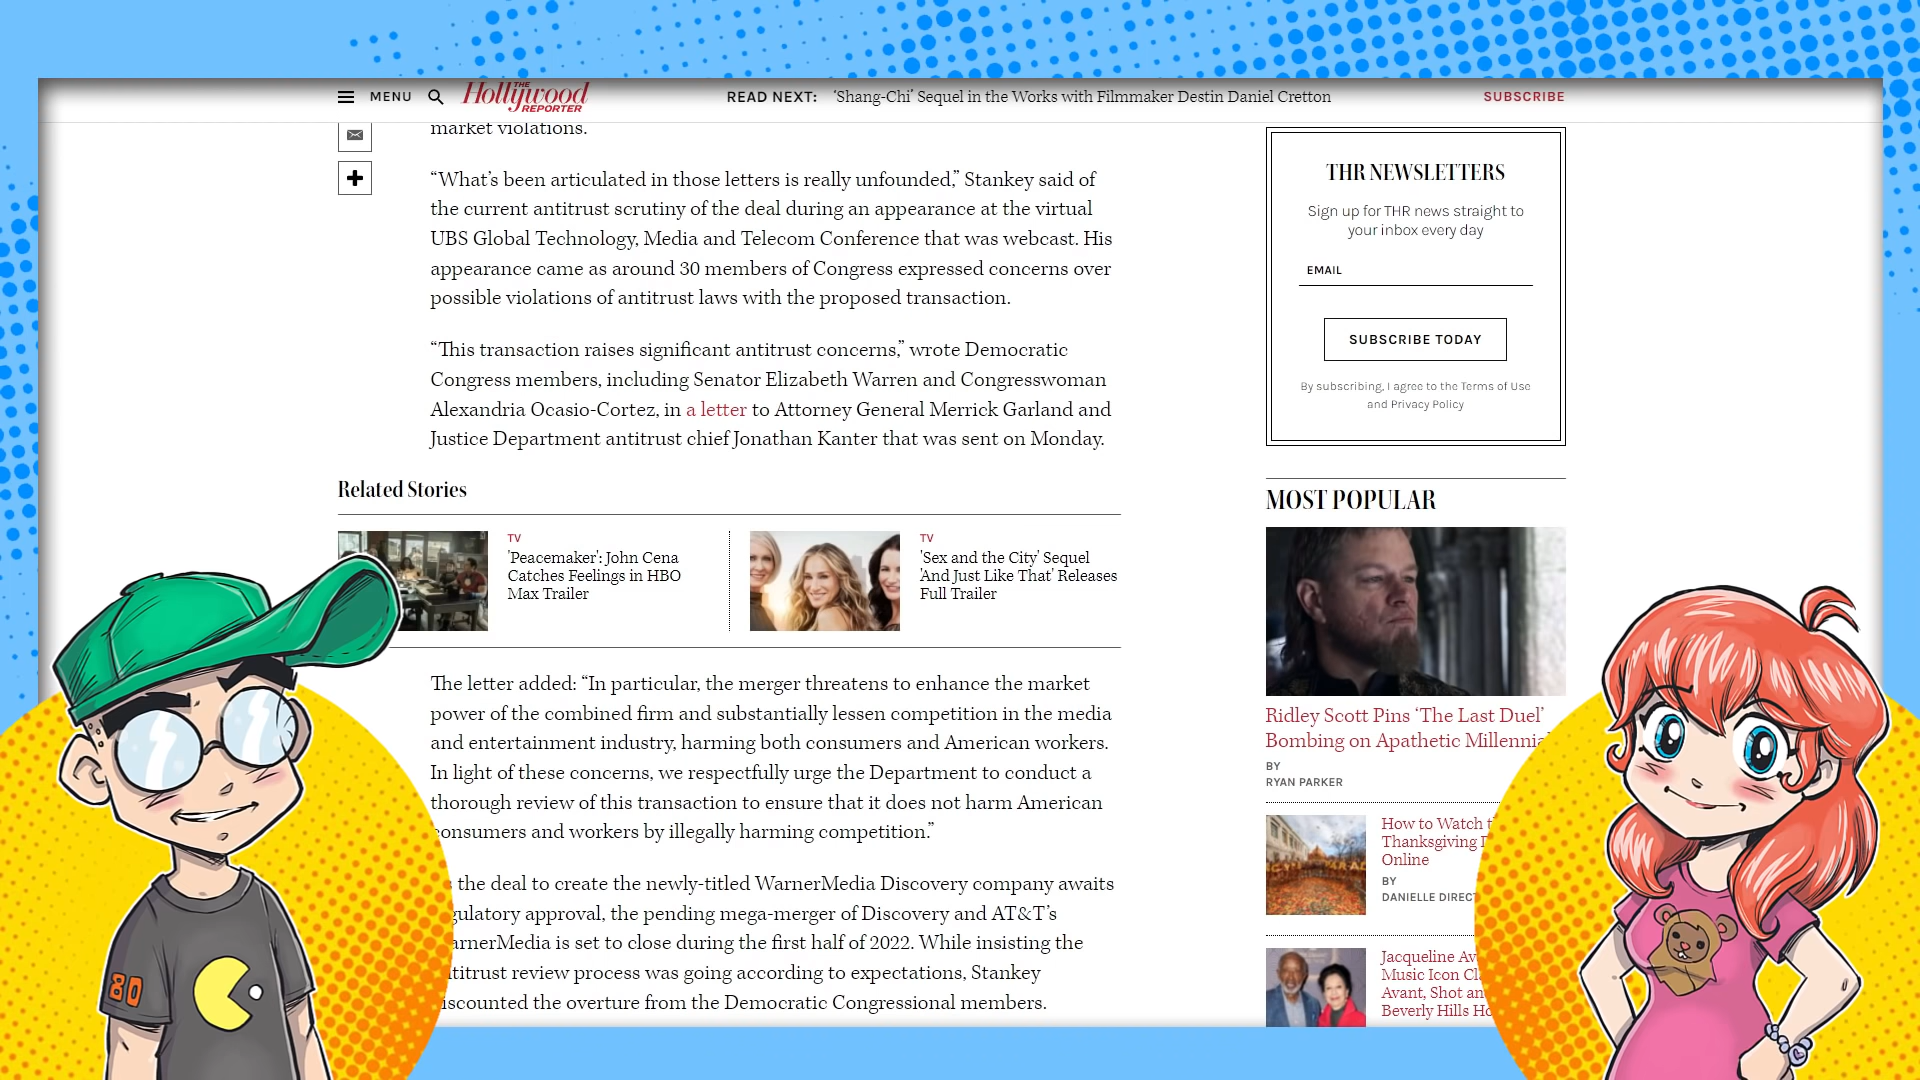 MENU
THE
Hollywood
REPORTER
READ NEXT: ‘Shang-Chi’ Sequel in the Works with Filmmaker Destin Daniel Cretton
SUBSCRIBE
market violations.
“What’s been articulated in those letters is really unfounded,” Stankey said of
the current antitrust scrutiny of the deal during an appearance at the virtual
UBS Global Technology, Media and Telecom Conference that was webcast. His
appearance came as around 30 members of Congress expressed concerns over
possible violations of antitrust laws with the proposed transaction.
“This transaction raises significant antitrust concerns,” wrote Democratic
Congress members, including Senator Elizabeth Warren and Congresswoman
Alexandria Ocasio-Cortez, in a letter to Attorney General Merrick Garland and
Justice Department antitrust chief Jonathan Kanter that was sent on Monday.
Related Stories
TV
'Peacemaker': John Cena
Catches Feelings in HBO
Max Trailer
TV
'Sex and the City' Sequel
'And Just Like That' Releases
Full Trailer
The letter added: “In particular, the merger threatens to enhance the market
power of the combined firm and substantially lessen competition in the media
and entertainment industry, harming both consumers and American workers.
In light of these concerns, we respectfully urge the Department to conduct a
thorough review of this transaction to ensure that it does not harm American
consumers and workers by illegally harming competition.”
the deal to create the newly-titled WarnerMedia Discovery company awaits
gulatory approval, the pending mega-merger of Discovery and AT&T’s
arnerMedia is set to close during the first half of 2022. While insisting the
titrust review process was going according to expectations, Stankey
iscounted the overture from the Democratic Congressional members.
THR NEWSLETTERS
Sign up for THR news straight to
your inbox every day
EMAIL
SUBSCRIBE TODAY
By subscribing, I agree to the Terms of Use
and Privacy Policy
MOST POPULAR
Ridley Scott Pins ‘The Last Duel’
Bombing on Apathetic Millennial
BY
RYAN PARKER
How to Watch t
Thanksgiving
Online
BY
DANIELLE DIRECT
Jacqueline Av
Music Icon Cl
Avant, Shot an
Beverly Hills Ho
80